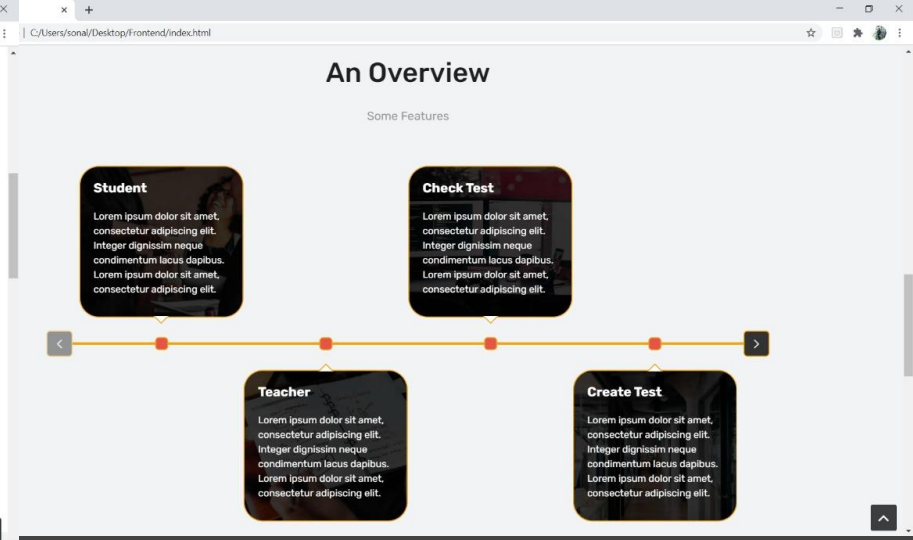 C:/Users/sonal/Desktop/Frontend/index.html
An Overview
Some Features
Student
Lorem ipsum dolor sit amet,
consectetur adipiscing elit.
Integer dignissim neque
condimentum lacus dapibus.
Lorem ipsum dolor sit amet,
consectetur adipiscing elit.
Check Test
Lorem ipsum dolor sit amet,
consectetur adipiscing elit.
Integer dignissim neque
condimentum lacus dapibus.
Lorem ipsum dolor sit amet,
consectetur adipiscing elit.
Teacher
Lorem ipsum dolor sit amet,
consectetur adipiscing elit.
Integer dignissim neque
condimentum lacus dapibus.
Lorem ipsum dolor sit amet,
consectetur adipiscing elit.
Create Test
Lorem ipsum dolor sit amet,
consectetur adipiscing elit.
Integer dignissim neque
condimentum lacus dapibus.
Lorem ipsum dolor sit amet,
consectetur adipiscing elit.